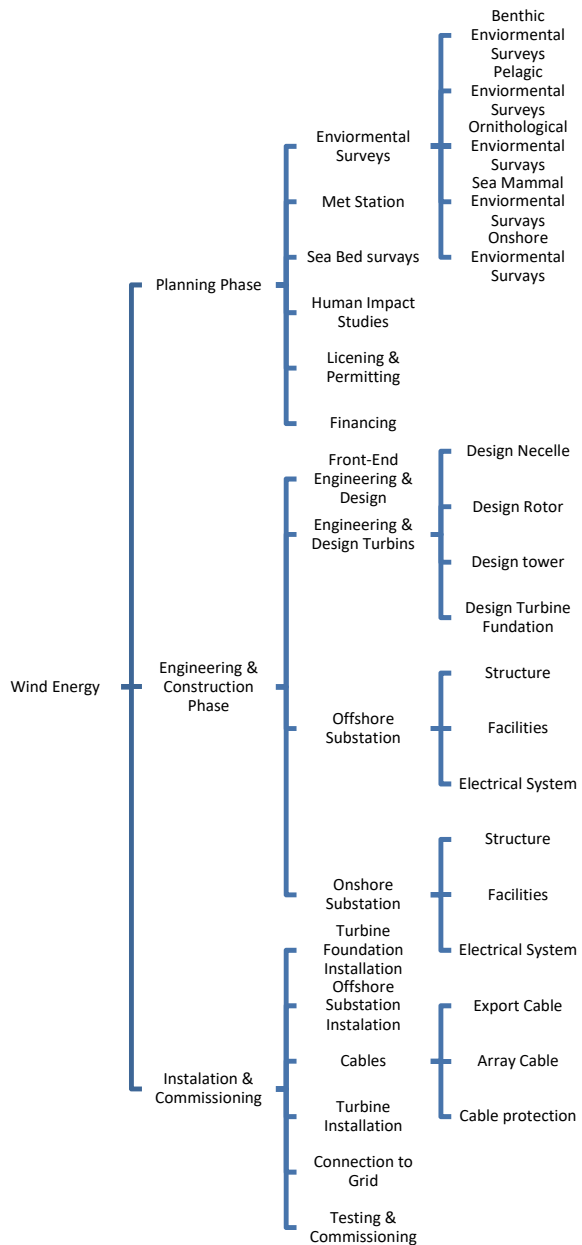 Wind Energy
Planning Phase
Enviormental
Surveys
Benthic
Enviormental
Surveys
Pelagic
Enviormental
Surveys
Ornithological
Enviormental
Survays
Sea Mammal
Enviormental
Survays
Onshore
Enviormental
Survays
Met Station
Sea Bed survays
Human Impact
Studies
Licening &
Permitting
Financing
Engineering &
Construction
Phase
Front-End
Engineering &
Design
Engineering &
Design Turbins
Design Necelle
Design Rotor
Design tower
Design Turbine
Fundation
Offshore
Substation
Structure
Facilities
Electrical System
Onshore
Substation
Structure
Facilities
Electrical System
Instalation &
Commissioning
Turbine
Foundation
Installation
Offshore
Substation
Instalation
Cables
Export Cable
Array Cable
Cable protection
Turbine
Installation
Connection to
Grid
Testing &
Commissioning